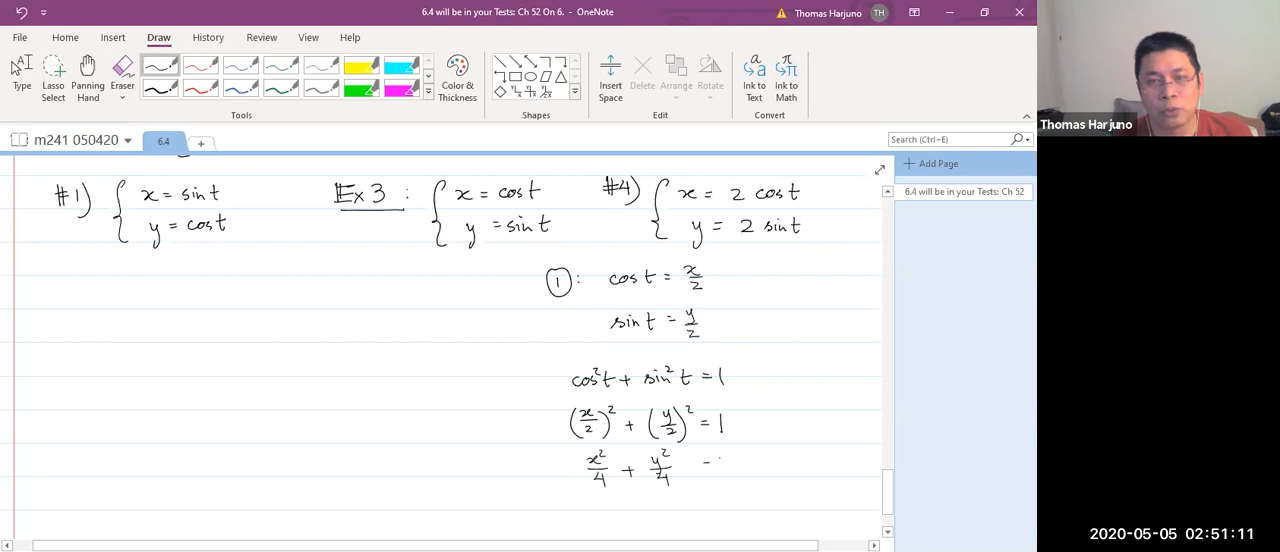 6.4 will be in your Tests: Ch 52 On 6. - OneNote
Thomas Harjuno
TH
File Home Insert Draw History Review View Help
Type
Lasso Select
Panning Hand
Eraser
Color & Thickness
Insert Space
Delete
Arrange
Rotate
Ink to Text
Ink to Math
Tools
Shapes
Edit
Convert
Thomas Harjuno
m241 050420
6.4
Search (Ctrl+E)
Add Page
6.4 will be in your Tests: Ch 52
#1) { x = sin t
y = cos t
Ex 3 : { x = cos t
y = sin t
#4) { x = 2 cos t
y = 2 sin t
① : cos t = x/2
sin t = y/2
cos²t + sin²t = 1
(x/2)² + (y/2)² = 1
x²/4 + y²/4 -
2020-05-05 02:51:11